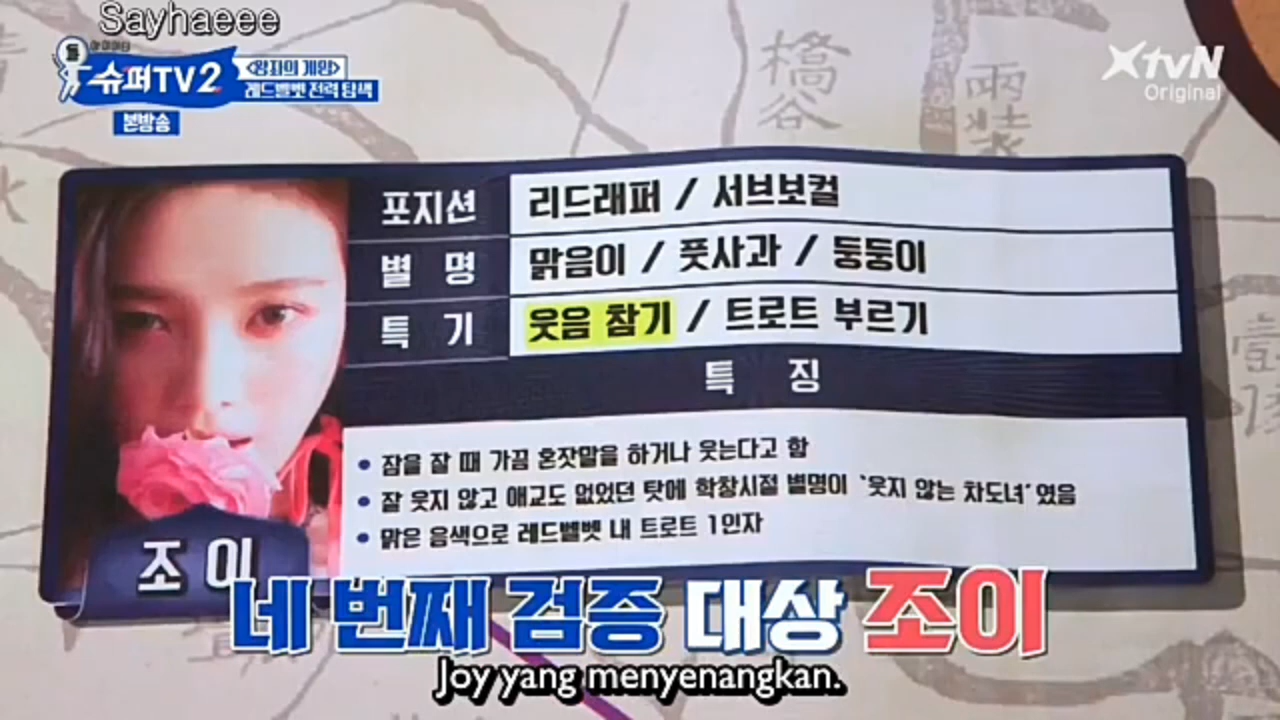 Sayhaeee
슈퍼TV2
<왕좌의 게임>
레드벨벳 전력 탐색
본방송
XtvN
Original
橋
谷
포지션 리드래퍼 / 서브보컬
별 명 맑음이 / 풋사과 / 둥둥이
특 기 웃음 참기 / 트로트 부르기
특 징
• 잠을 잘 때 가끔 혼잣말을 하거나 웃는다고 함
• 잘 웃지 않고 애교도 없었던 탓에 학창시절 별명이 '웃지 않는 차도녀'였음
• 맑은 음색으로 레드벨벳 내 트로트 1인자
조이
네 번째 검증 대상 조이
Joy yang menyenangkan.